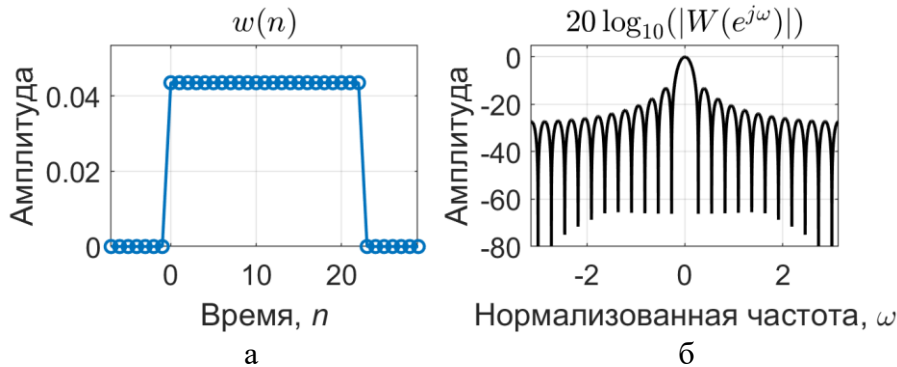 w(n)
Амплитуда
0.04
0.02
0
0
10
20
Время, n
а
20 log₁₀(|W(e^{jω})|)
Амплитуда
0
-20
-40
-60
-80
-2
0
2
Нормализованная частота, ω
б